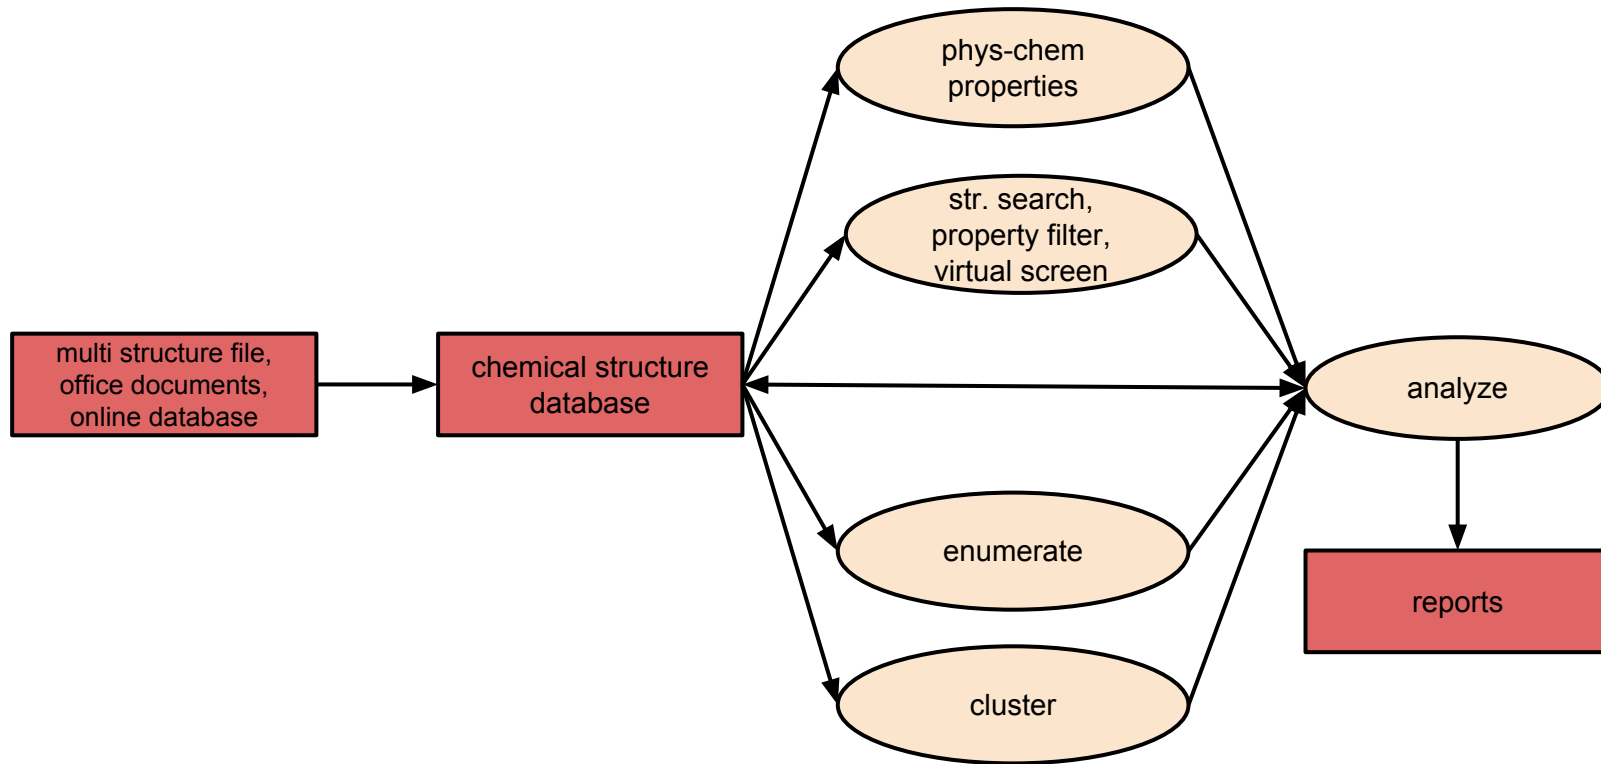 phys-chem
properties
str. search,
property filter,
virtual screen
multi structure file,
office documents,
online database
chemical structure
database
analyze
enumerate
reports
cluster